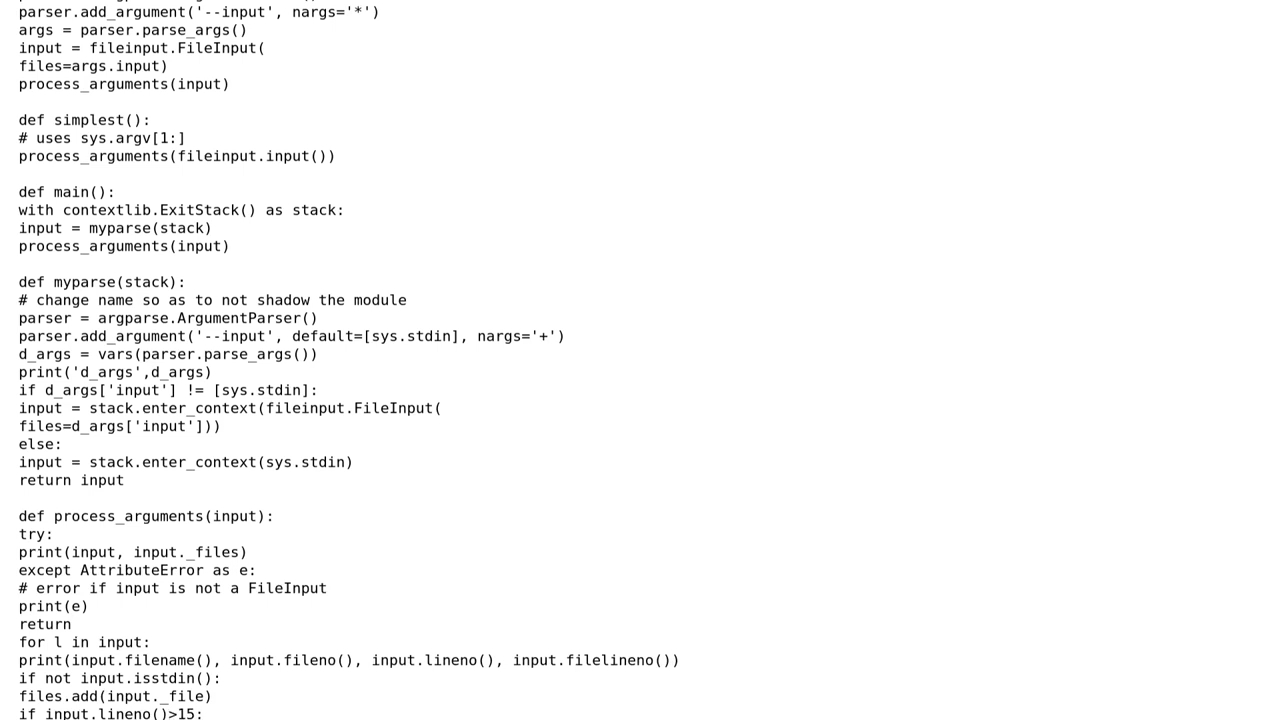 parser.add_argument('--input', nargs='*')
args = parser.parse_args()
input = fileinput.FileInput(
files=args.input)
process_arguments(input)
def simplest():
# uses sys.argv[1:]
process_arguments(fileinput.input())
def main():
with contextlib.ExitStack() as stack:
input = myparse(stack)
process_arguments(input)
def myparse(stack):
# change name so as to not shadow the module
parser = argparse.ArgumentParser()
parser.add_argument('--input', default=[sys.stdin], nargs='+')
d_args = vars(parser.parse_args())
print('d_args',d_args)
if d_args['input'] != [sys.stdin]:
input = stack.enter_context(fileinput.FileInput(
files=d_args['input']))
else:
input = stack.enter_context(sys.stdin)
return input
def process_arguments(input):
try:
print(input, input._files)
except AttributeError as e:
# error if input is not a FileInput
print(e)
return
for l in input:
print(input.filename(), input.fileno(), input.lineno(), input.filelineno())
if not input.isstdin():
files.add(input._file)
if input.lineno()>15: